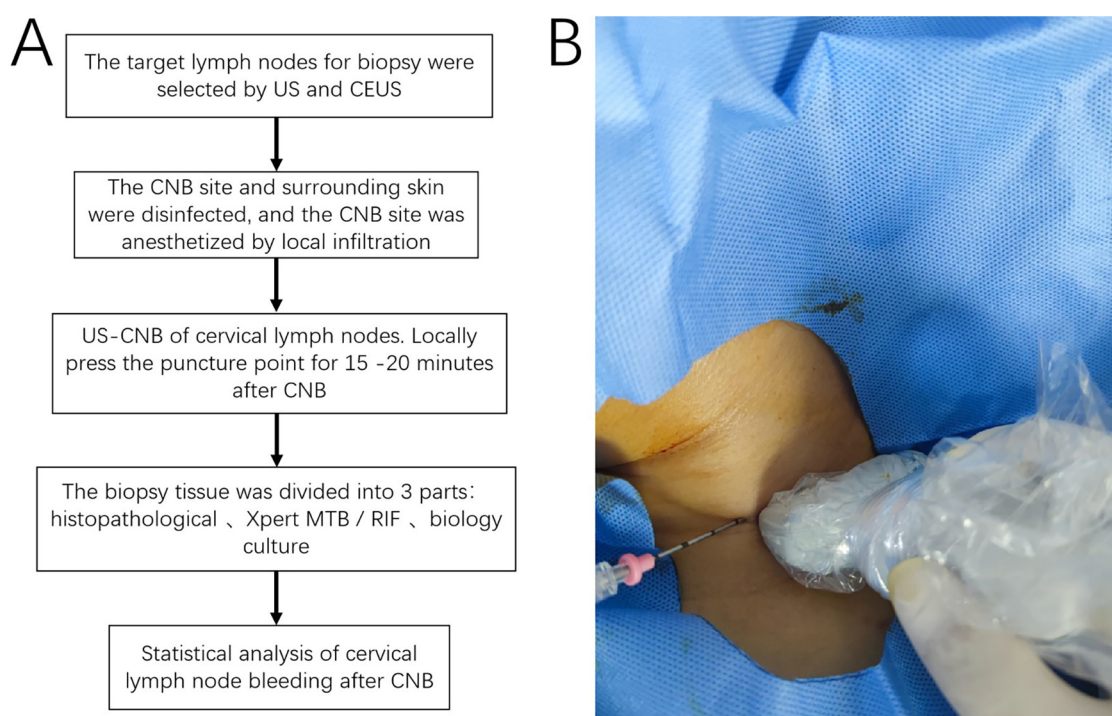 A
The target lymph nodes for biopsy were
selected by US and CEUS
The CNB site and surrounding skin
were disinfected, and the CNB site was
anesthetized by local infiltration
US-CNB of cervical lymph nodes. Locally
press the puncture point for 15 -20 minutes
after CNB
The biopsy tissue was divided into 3 parts:
histopathological 、Xpert MTB / RIF 、biology
culture
Statistical analysis of cervical
lymph node bleeding after CNB
B